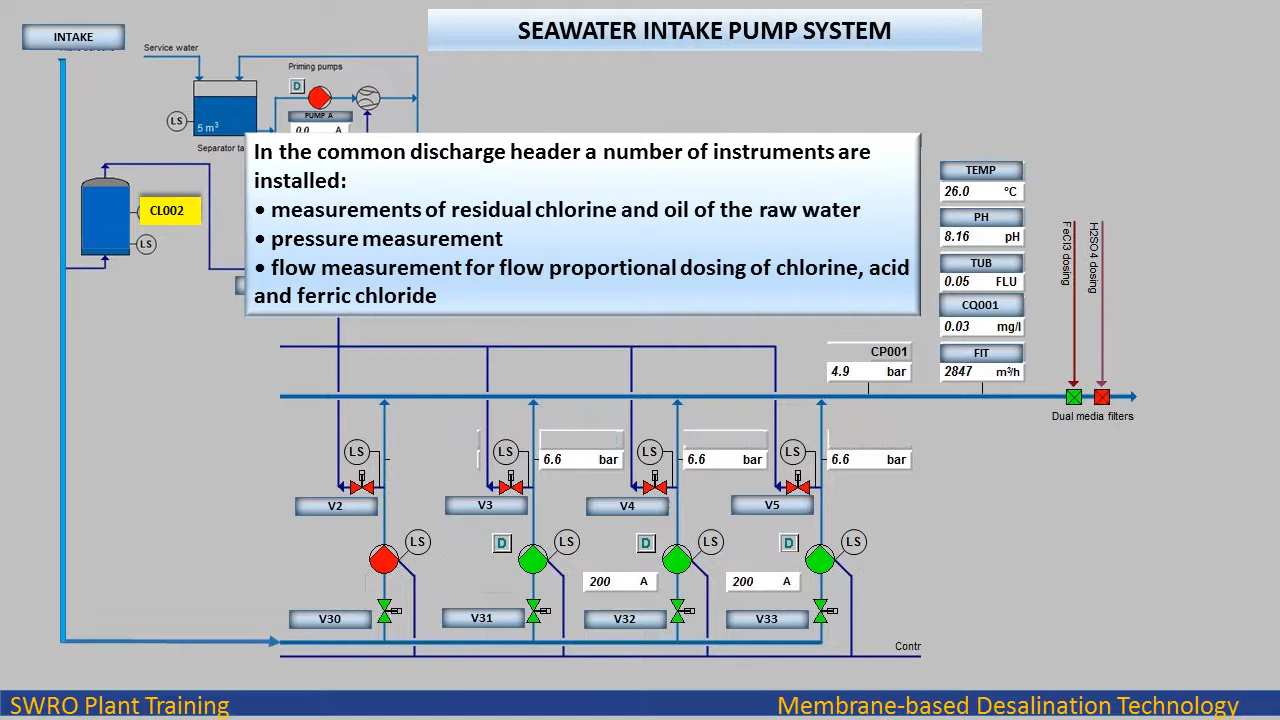 INTAKE
SEAWATER INTAKE PUMP SYSTEM
Service water
Priming pumps
D
PUMP A
LS
5 m³
0.0 A
Separator ta
In the common discharge header a number of instruments are
installed:
• measurements of residual chlorine and oil of the raw water
• pressure measurement
• flow measurement for flow proportional dosing of chlorine, acid
and ferric chloride
CL002
LS
TEMP
26.0 °C
PH
8.16 pH
TUB
0.05 FLU
CQ001
0.03 mg/l
FIT
2847 m³/h
FeCl3 dosing
H2SO4 dosing
CP001
4.9 bar
Dual media filters
LS
LS
6.6 bar
LS
6.6 bar
LS
6.6 bar
V2
V3
V4
V5
LS
D
LS
D
LS
D
LS
200 A
200 A
V30
V31
V32
V33
Contr
SWRO Plant Training
Membrane-based Desalination Technology